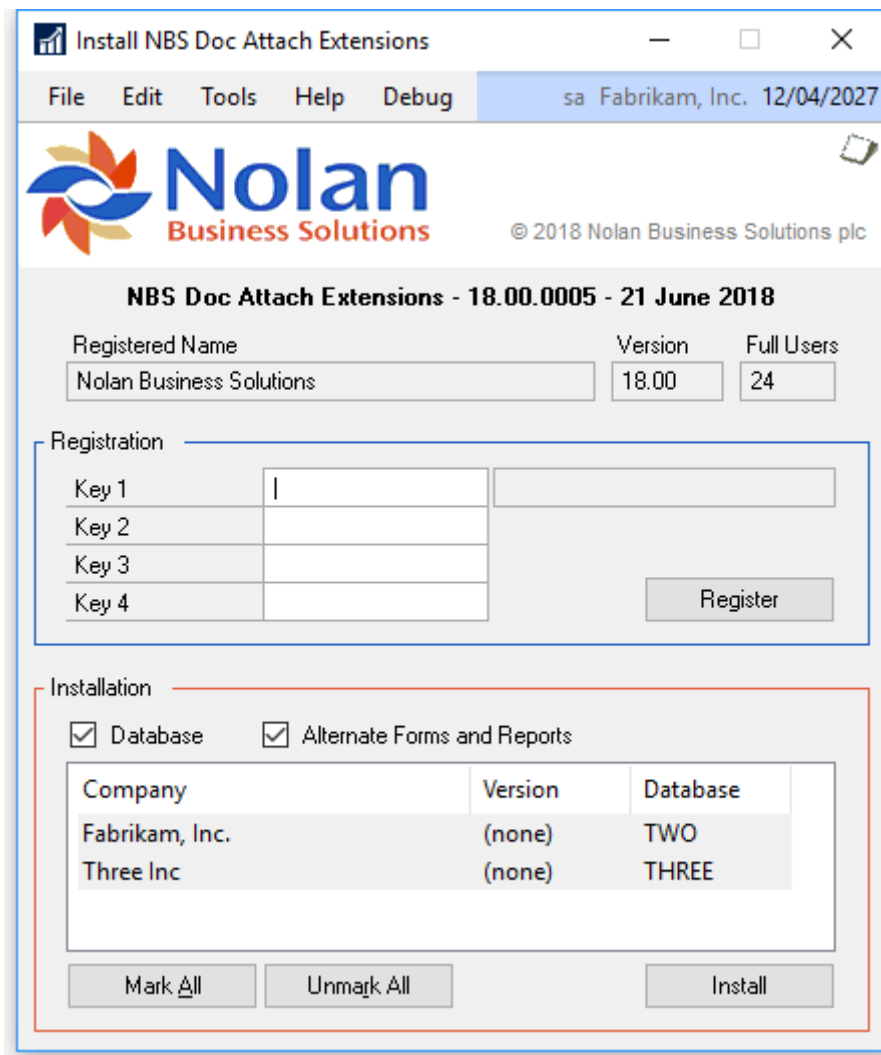 Install NBS Doc Attach Extensions
File Edit Tools Help Debug sa Fabrikam, Inc. 12/04/2027
Nolan
Business Solutions
© 2018 Nolan Business Solutions plc
NBS Doc Attach Extensions - 18.00.0005 - 21 June 2018
Registered Name Version Full Users
Nolan Business Solutions 18.00 24
Registration
Key 1
Key 2
Key 3
Key 4
Register
Installation
Database Alternate Forms and Reports
Company Version Database
Fabrikam, Inc. (none) TWO
Three Inc (none) THREE
Mark All Unmark All Install